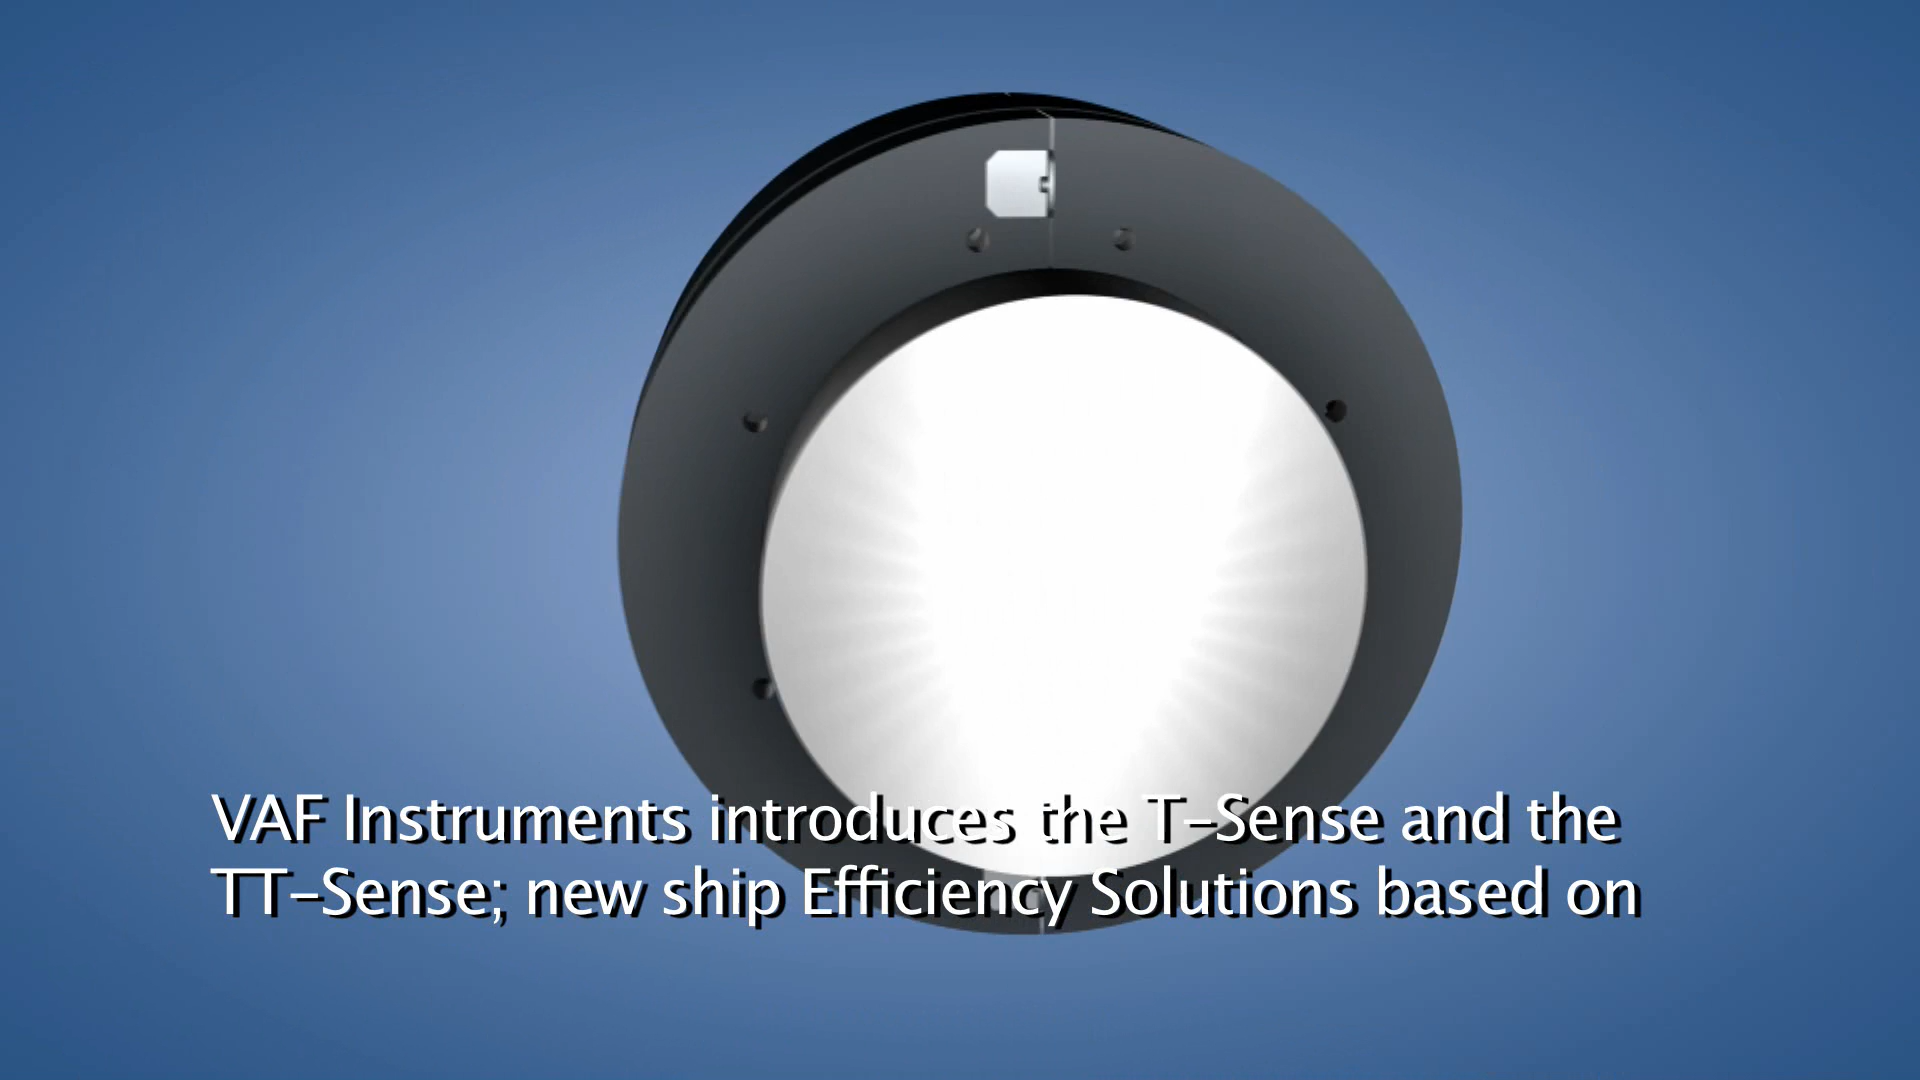 VAF Instruments introduces the T-Sense and the
TT-Sense; new ship Efficiency Solutions based on